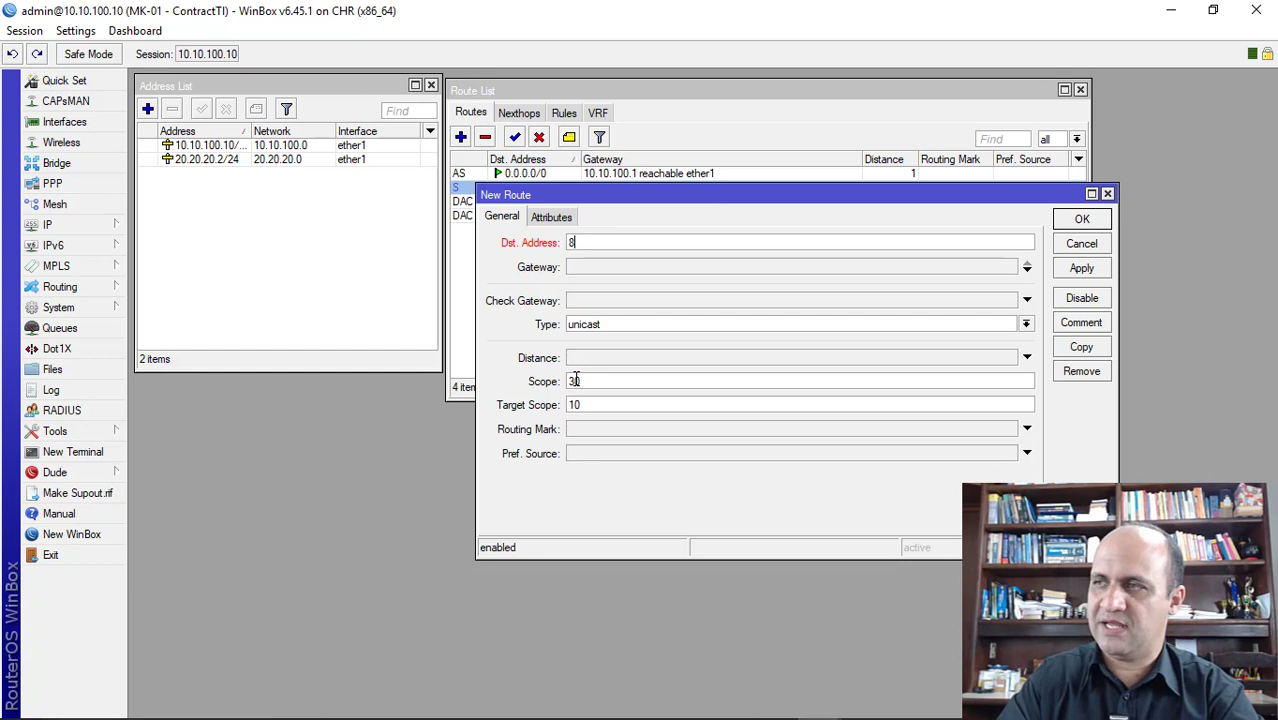 admin@10.10.100.10 (MK-01 - ContractTI) - WinBox v6.45.1 on CHR (x86_64)
Session Settings Dashboard
Safe Mode Session: 10.10.100.10
Quick Set
CAPsMAN
Interfaces
Wireless
Bridge
PPP
Mesh
IP
IPv6
MPLS
Routing
System
Queues
Dot1X
Files
Log
RADIUS
Tools
New Terminal
Dude
Make Supout.rif
Manual
New WinBox
Exit
RouterOS WinBox
Address List
Find
Address Network Interface
10.10.100.10/... 10.10.100.0 ether1
20.20.20.2/24 20.20.20.0 ether1
2 items
Route List
Routes Nexthops Rules VRF
Find all
Dst. Address Gateway Distance Routing Mark Pref. Source
AS 0.0.0.0/0 10.10.100.1 reachable ether1 1
S
DAC
DAC
4 item
New Route
General Attributes
Dst. Address: 8
Gateway:
Check Gateway:
Type: unicast
Distance:
Scope: 30
Target Scope: 10
Routing Mark:
Pref. Source:
OK
Cancel
Apply
Disable
Comment
Copy
Remove
enabled active